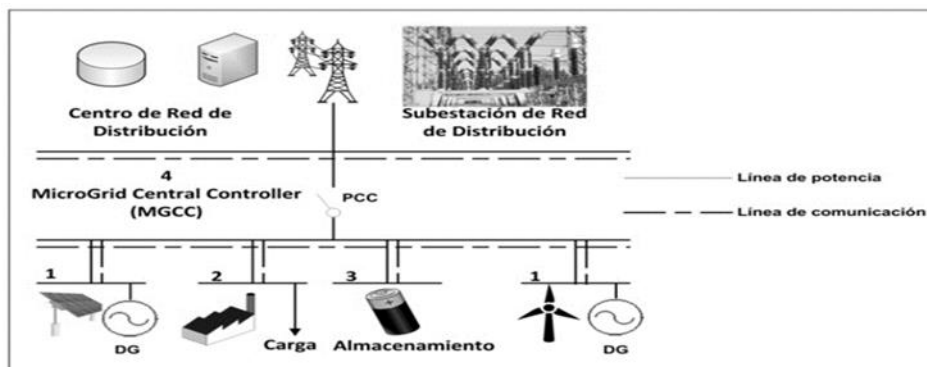 Centro de Red de
Distribución
Subestación de Red
de Distribución
4
MicroGrid Central Controller
(MGCC)
PCC
Línea de potencia
Línea de comunicación
1
2
3
1
DG
Carga
Almacenamiento
DG